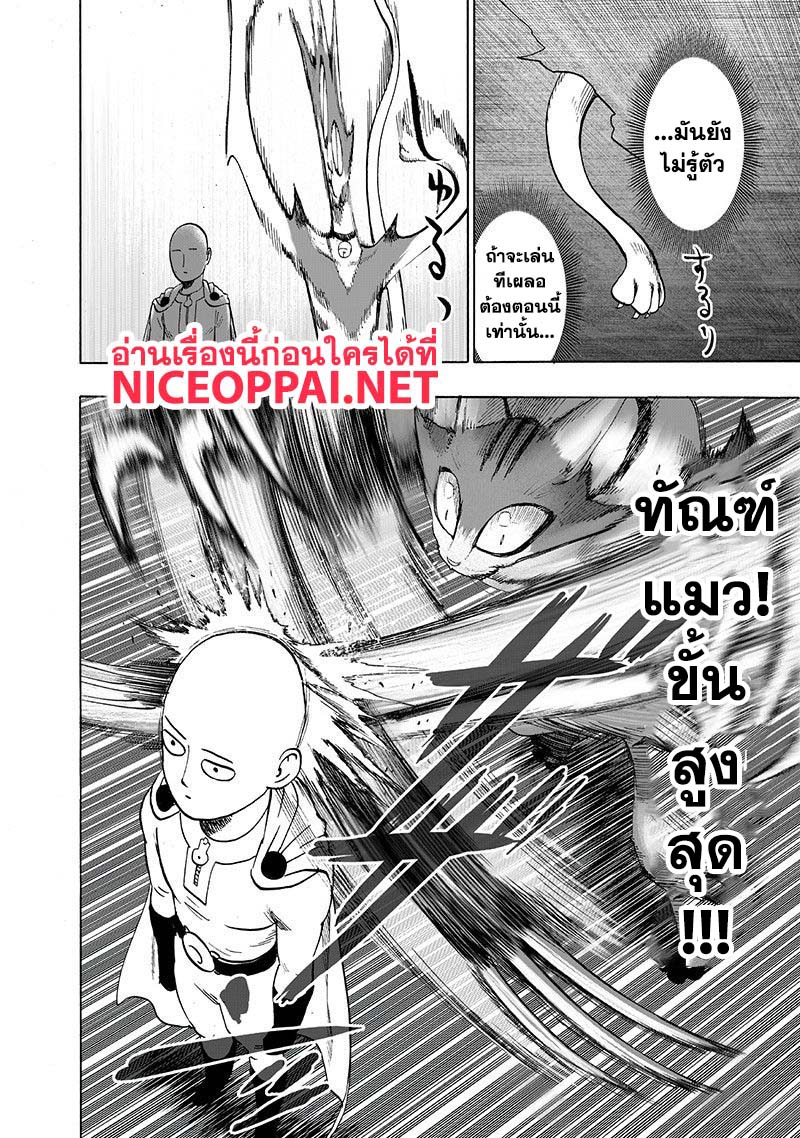 ...มันยัง
ไม่รู้ตัว
ถ้าจะเล่น
ทีเผลอ
ต้องตอนนี้
เท่านั้น...
するり
อ่านเรื่องนี้ก่อนใครได้ที่
NICEOPPAI.NET
ทัณฑ์
แมว!
ขั้น
สูง
สุด
!!!